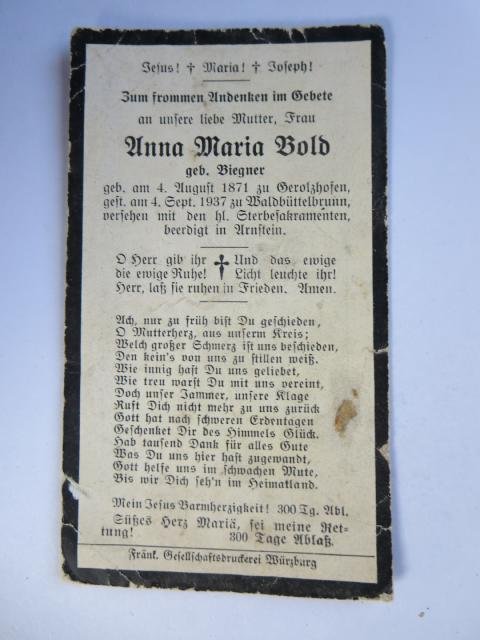 Jesus! † Maria! † Joseph!
Zum frommen Andenken im Gebete
an unsere liebe Mutter, Frau
Anna Maria Bold
geb. Biegner
geb. am 4. August 1871 zu Gerolzhofen,
gest. am 4. Sept. 1937 zu Waldbüttelbrunn,
versehen mit den hl. Sterbesakramenten,
beerdigt in Arnstein.
O Herr gib ihr † Und das ewige
die ewige Ruhe! Licht leuchte ihr!
Herr, laß sie ruhen in Frieden. Amen.
Ach, nur zu früh bist Du geschieden,
O Mutterherz, aus unserm Kreis;
Welch großer Schmerz ist uns beschieden,
Den kein's von uns zu stillen weiß.
Wie innig hast Du uns geliebet,
Wie treu warst Du mit uns vereint,
Doch unser Jammer, unsere Klage
Ruft Dich nicht mehr zu uns zurück
Gott hat nach schweren Erdentagen
Geschenket Dir des Himmels Glück.
Hab tausend Dank für alles Gute
Was Du uns hier hast zugewandt,
Gott helfe uns im schwachen Mute,
Bis wir Dich seh'n im Heimatland.
Mein Jesus Barmherzigkeit! 300 Tg. Abl.
Süßes Herz Mariä, sei meine Ret-
tung! 300 Tage Ablaß.
Fränk. Gesellschaftsdruckerei Würzburg